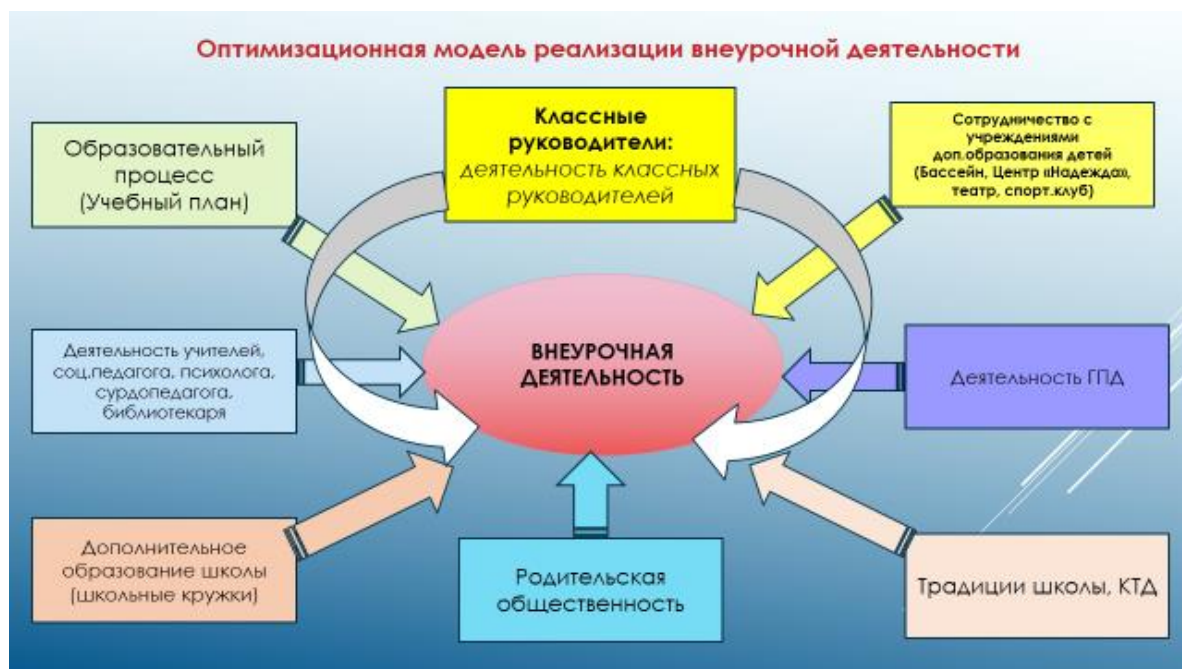 Оптимизационная модель реализации внеурочной деятельности
Образовательный
процесс
(Учебный план)
Классные
руководители:
деятельность классных
руководителей
Сотрудничество с
учреждениями
доп.образования детей
(Бассейн, Центр «Надежда»,
театр, спорт.клуб)
Деятельность учителей,
соц.педагога, психолога,
сурдопедагога,
библиотекаря
ВНЕУРОЧНАЯ
ДЕЯТЕЛЬНОСТЬ
Деятельность ГПД
Дополнительное
образование школы
(школьные кружки)
Родительская
общественность
Традиции школы, КТД